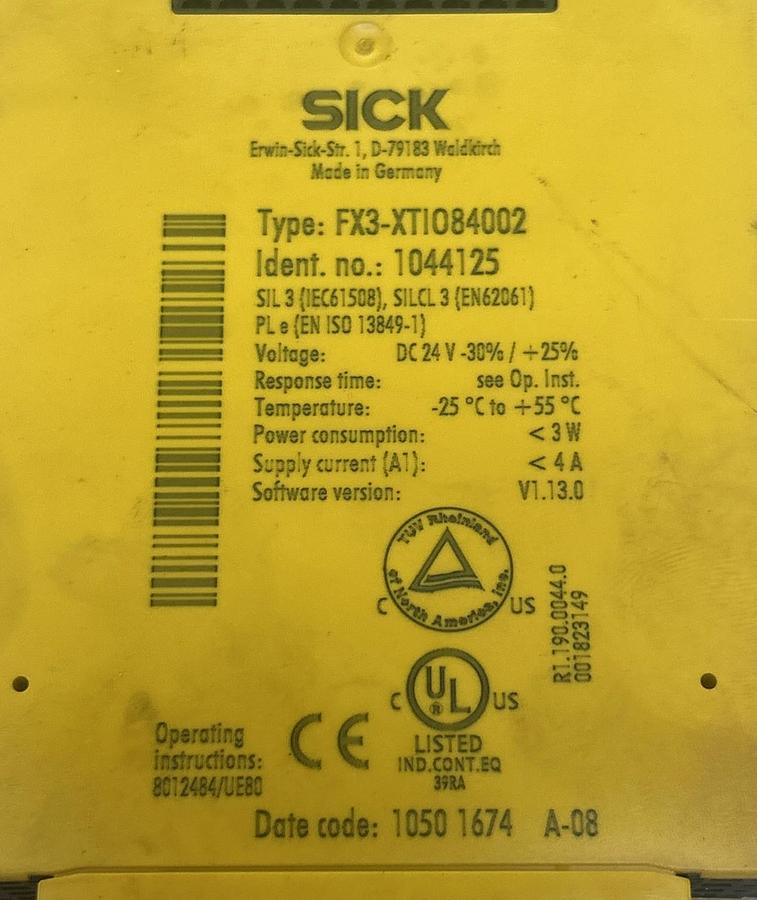 SICK
Erwin-Sick-Str. 1, D-79183 Waldkirch
Made in Germany
Type: FX3-XTIO84002
Ident. no.: 1044125
SIL 3 (IEC61508), SILCL 3 (EN62061)
PL e (EN ISO 13849-1)
Voltage: DC 24 V -30% / +25%
Response time: see Op. Inst.
Temperature: -25 °C to +55 °C
Power consumption: < 3 W
Supply current (A1): < 4 A
Software version: V1.13.0
TÜV Rheinland
of North America, Inc.
C US
R1.190.0044.0
001823149
C UL ® US
LISTED
IND.CONT.EQ
39RA
CE
Operating
instructions:
8012484/UE80
Date code: 1050 1674 A-08